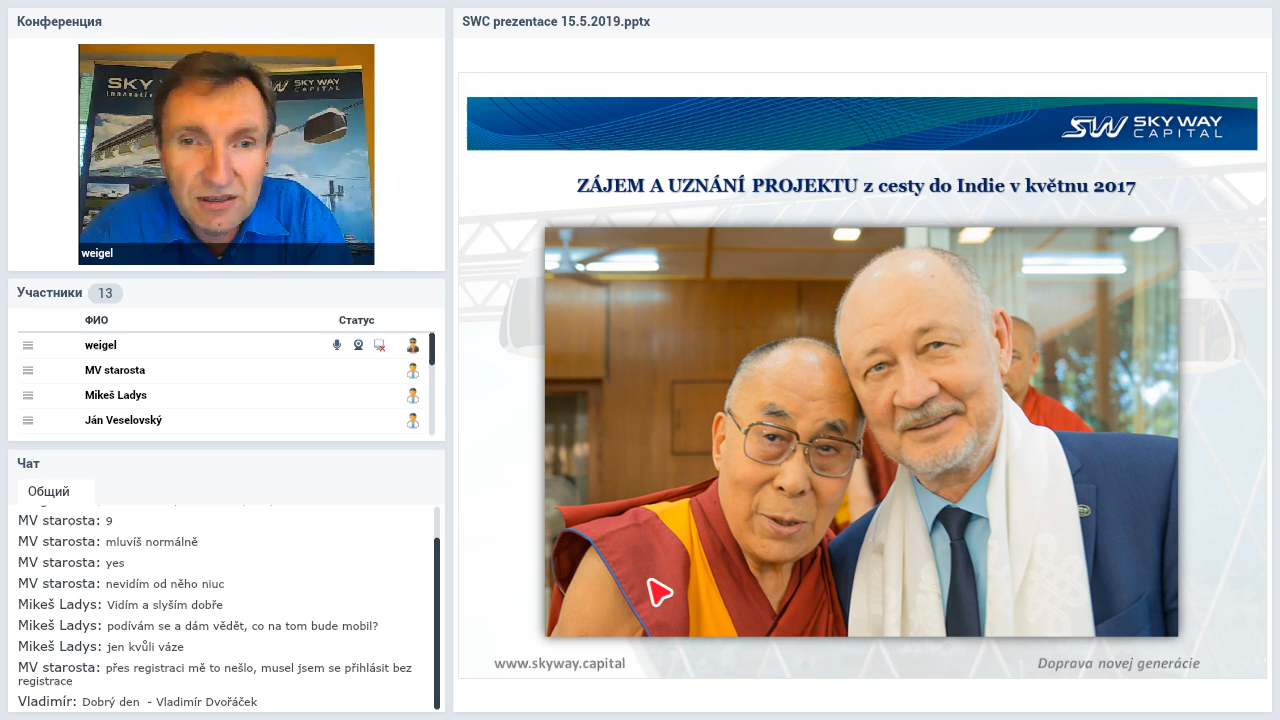 Конференция
SKY
SKY WAY
CAPITAL
weigel
Участники 13
ФИО Статус
weigel
MV starosta
Mikeš Ladys
Ján Veselovský
Чат
Общий
MV starosta: 9
MV starosta: mluvíš normálně
MV starosta: yes
MV starosta: nevidím od něho niuc
Mikeš Ladys: Vidím a slyším dobře
Mikeš Ladys: podívám se a dám vědět, co na tom bude mobil?
Mikeš Ladys: jen kvůli váze
MV starosta: přes registraci mě to nešlo, musel jsem se přihlásit bez
registrace
Vladimír: Dobrý den - Vladimír Dvořáček
SWC prezentace 15.5.2019.pptx
SW SKY WAY
CAPITAL
ZÁJEM A UZNÁNÍ PROJEKTU z cesty do Indie v květnu 2017
www.skyway.capital
Doprava novej generácie